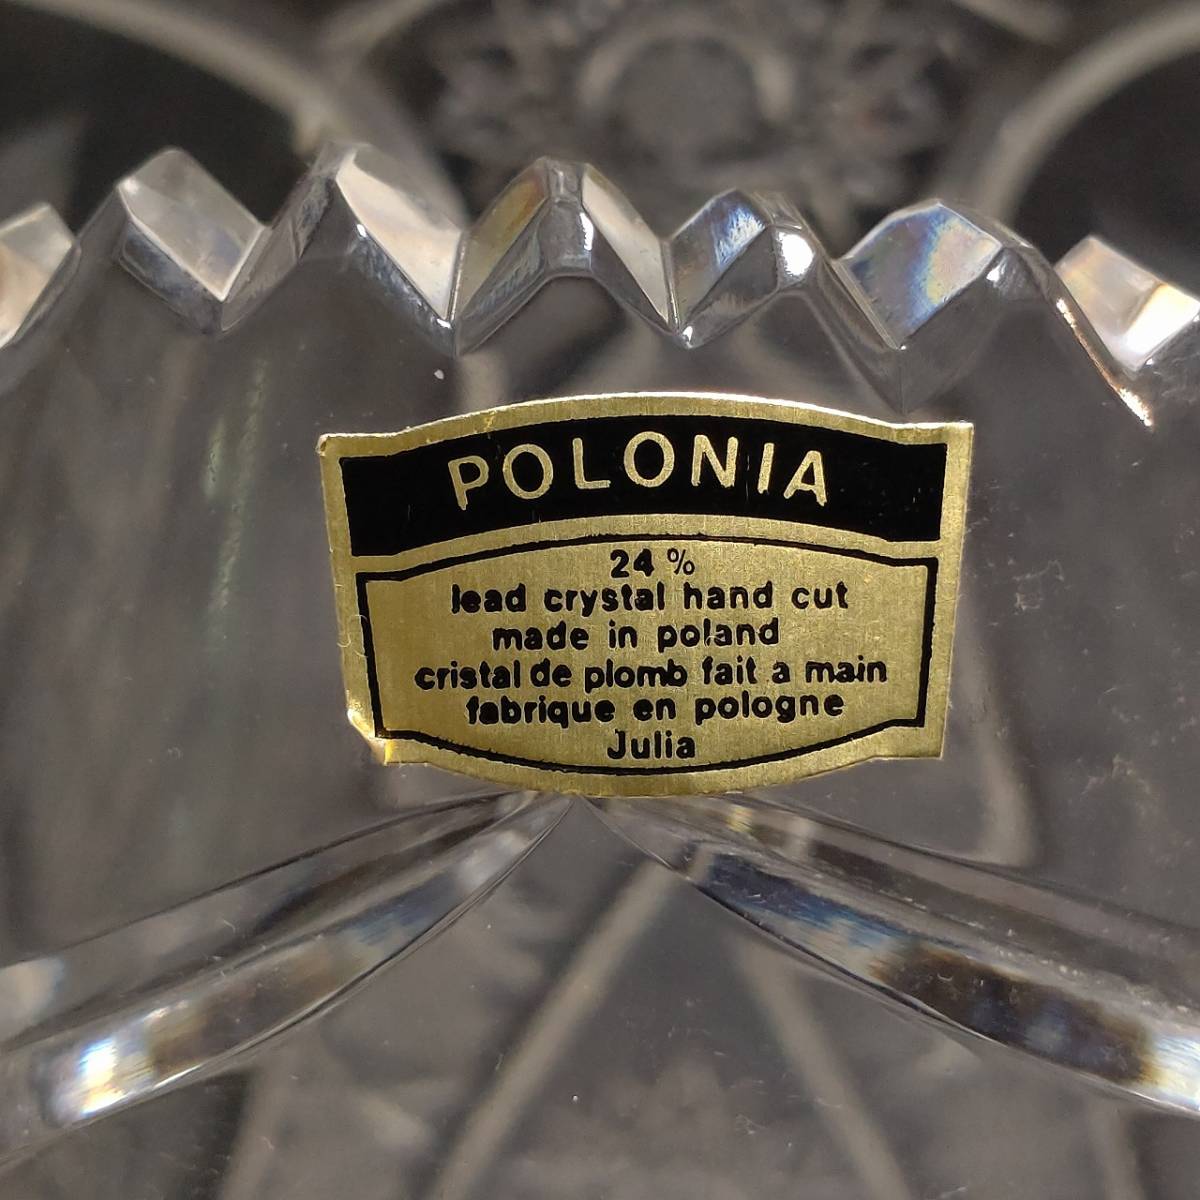 POLONIA
24 %
lead crystal hand cut
made in poland
cristal de plomb fait a main
fabrique en pologne
Julia